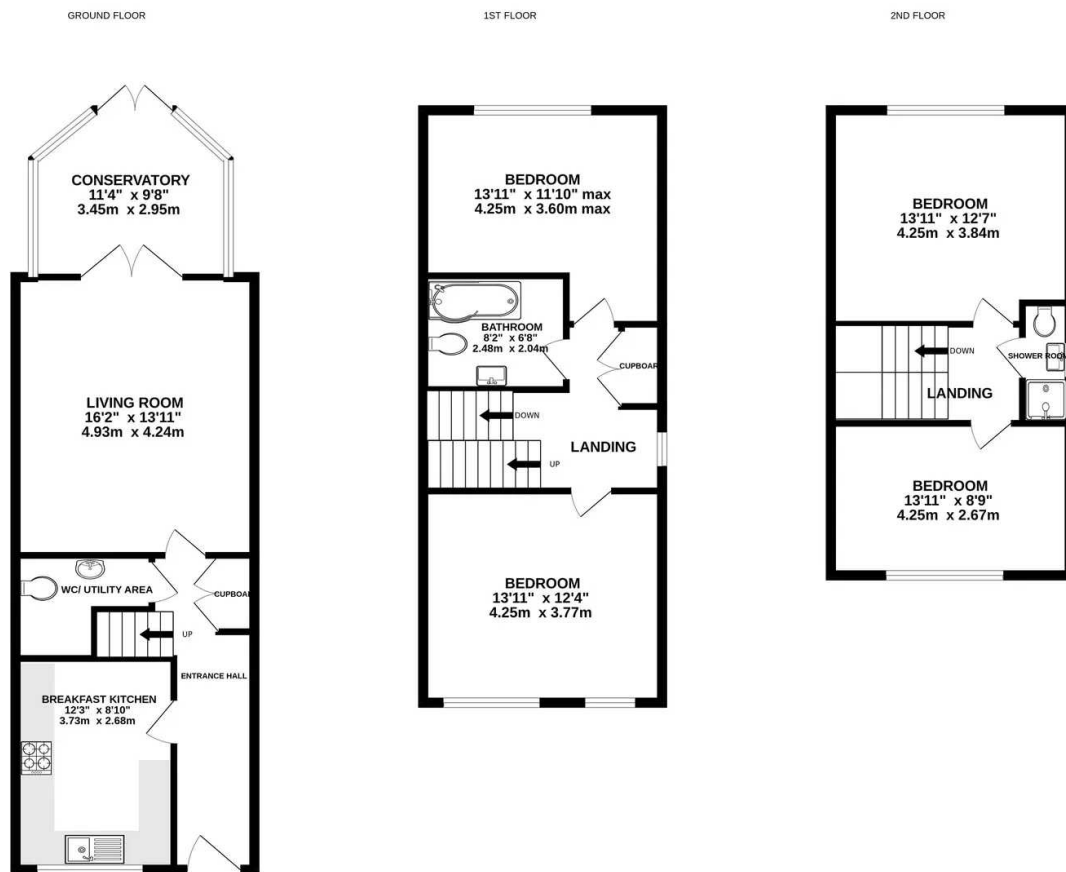 GROUND FLOOR
CONSERVATORY
11'4" x 9'8"
3.45m x 2.95m
LIVING ROOM
16'2" x 13'11"
4.93m x 4.24m
WC/ UTILITY AREA
CUPBOA
UP
ENTRANCE HALL
BREAKFAST KITCHEN
12'3" x 8'10"
3.73m x 2.68m
1ST FLOOR
BEDROOM
13'11" x 11'10" max
4.25m x 3.60m max
BATHROOM
8'2" x 6'8"
2.48m x 2.04m
CUPBOAR
DOWN
LANDING
UP
BEDROOM
13'11" x 12'4"
4.25m x 3.77m
2ND FLOOR
BEDROOM
13'11" x 12'7"
4.25m x 3.84m
DOWN
SHOWER ROOM
LANDING
BEDROOM
13'11" x 8'9"
4.25m x 2.67m